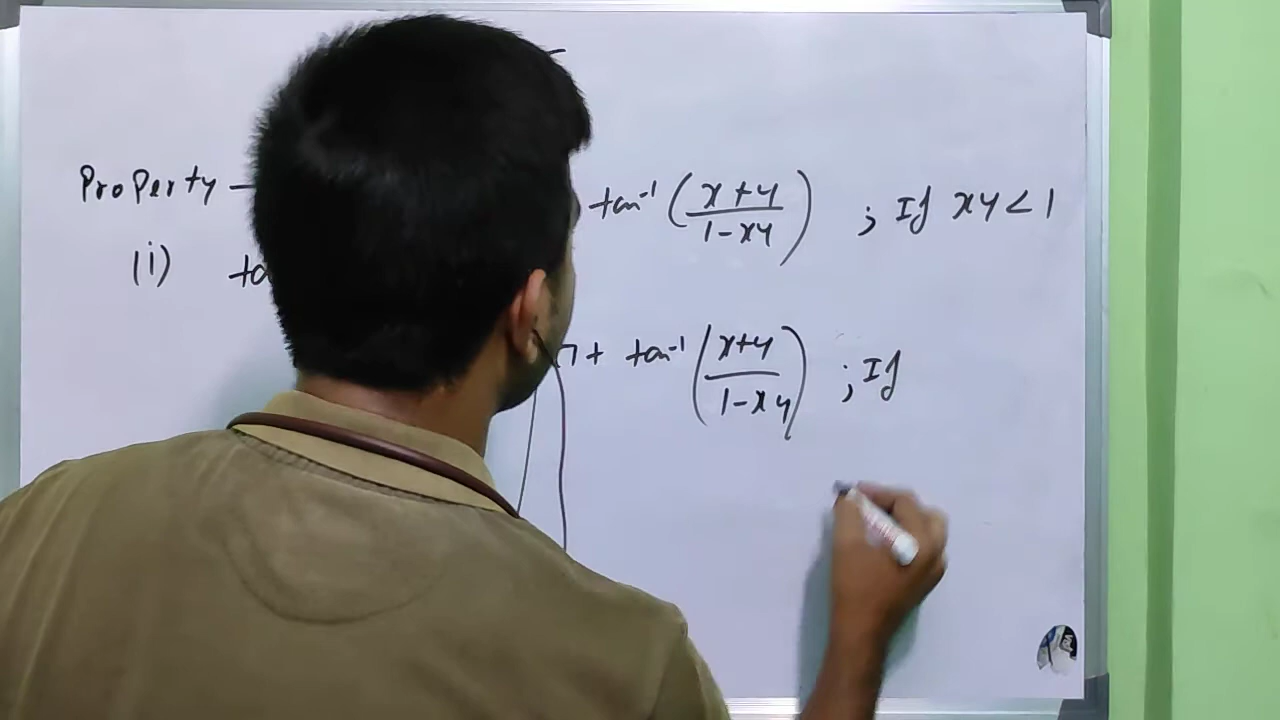 Property -
tan⁻¹ (x+y / 1-xy) ; If xy<1
(i) ta
π + tan⁻¹ (x+y / 1-xy) ; If